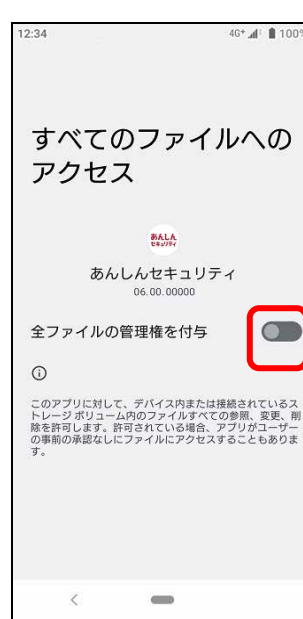 12:34 4G+ 100%
すべてのファイルへの
アクセス
あんしん
セキュリティ
あんしんセキュリティ
06.00.00000
全ファイルの管理権を付与
このアプリに対して、デバイス内または接続されているス
トレージ ボリューム内のファイルすべての参照、変更、削
除を許可します。許可されている場合、アプリがユーザー
の事前の承認なしにファイルにアクセスすることもありま
す。